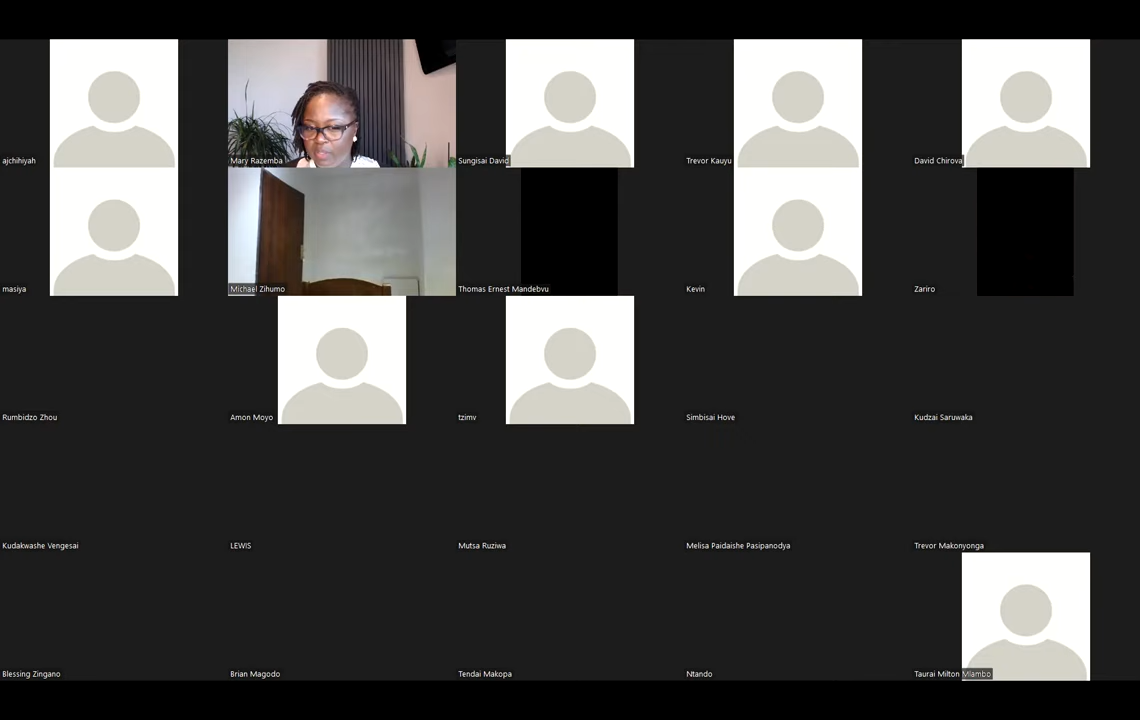 ajchihiyah
Mary Razemba
Sungisai David
Trevor Kauyu
David Chirova
masiya
Michael Zihumo
Thomas Ernest Mandebvu
Kevin
Zariro
Rumbidzo Zhou
Amon Moyo
tzimv
Simbisai Hove
Kudzai Saruwaka
Kudakwashe Vengesai
LEWIS
Mutsa Ruziwa
Melisa Paidaishe Pasipanodya
Trevor Makonyonga
Blessing Zingano
Brian Magodo
Tendai Makopa
Ntando
Taurai Milton Mlambo